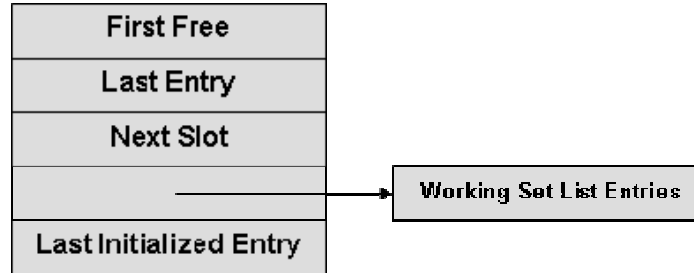 First Free
Last Entry
Next Slot
Working Set List Entries
Last Initialized Entry